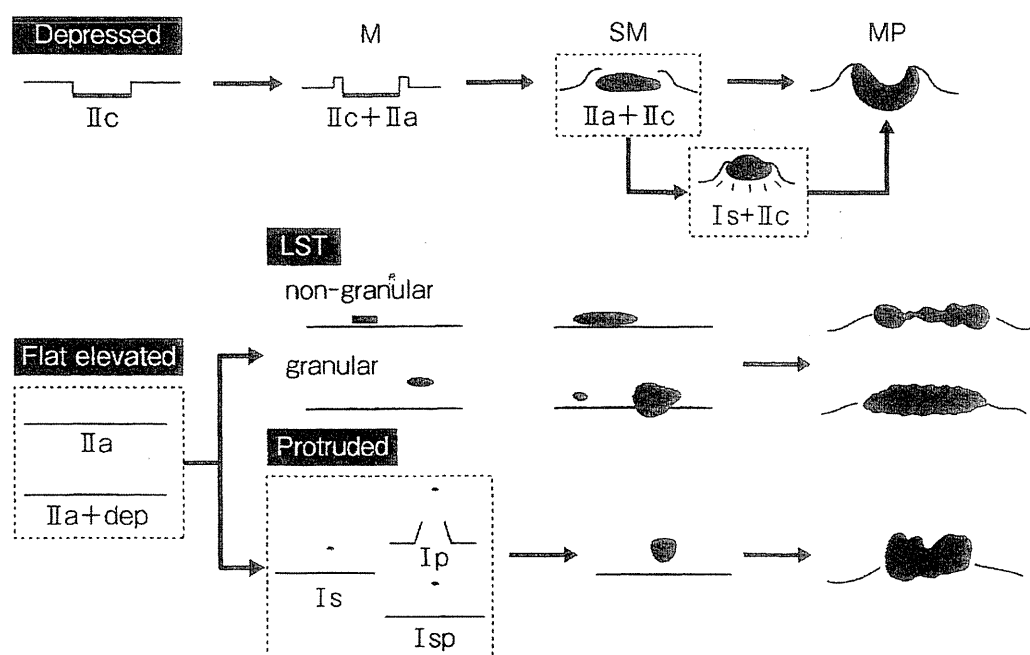 Depressed
M
SM
MP
Ⅱc
Ⅱc+Ⅱa
Ⅱa+Ⅱc
Ⅰs+Ⅱc
LST
non-granular
Flat elevated
granular
Ⅱa
Ⅱa+dep
Protruded
Ⅰp
Ⅰs
Ⅰsp